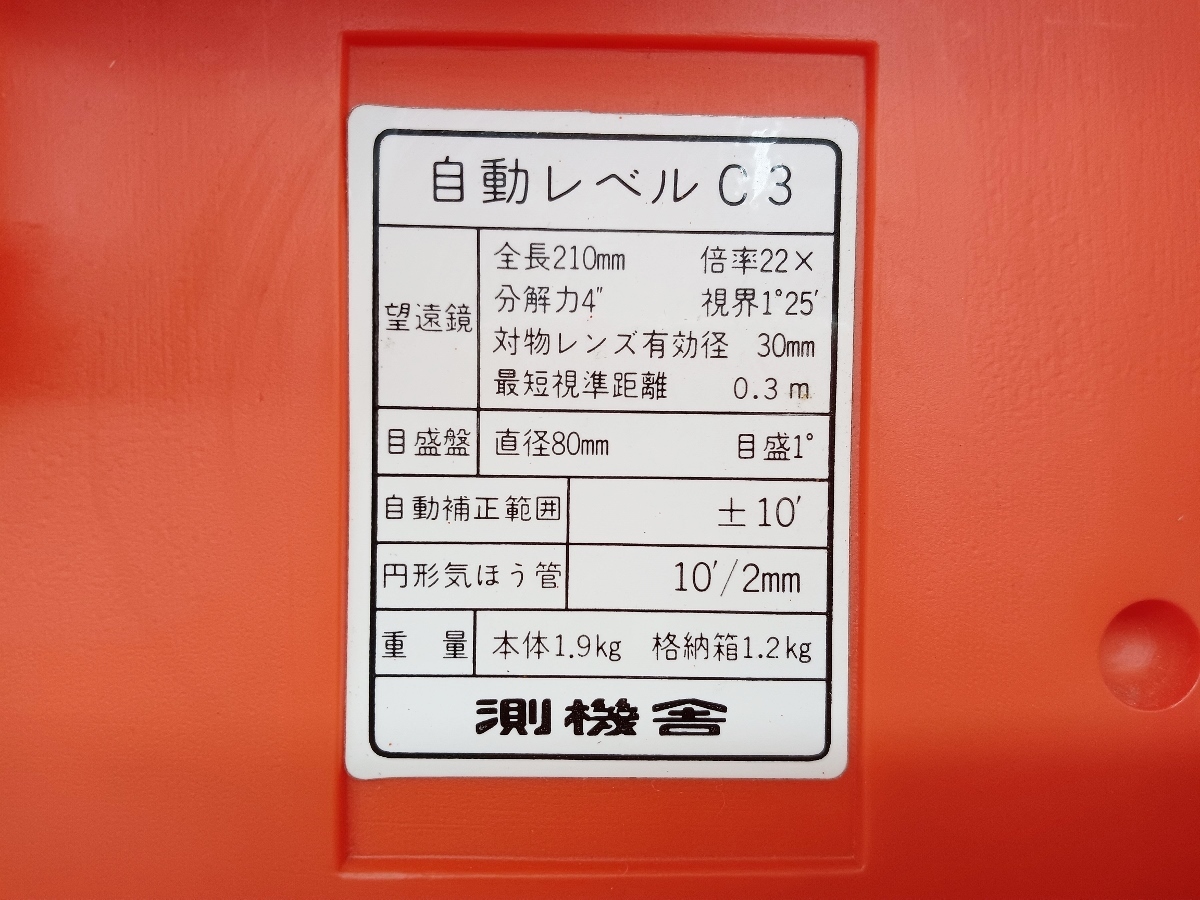 自動レベル C 3
望遠鏡
全長210mm 倍率22×
分解力4″ 視界1°25′
対物レンズ有効径 30mm
最短視準距離 0.3m
目盛盤 直径80mm 目盛1°
自動補正範囲 ±10′
円形気ほう管 10′/2mm
重 量 本体1.9kg 格納箱1.2kg
測機舎